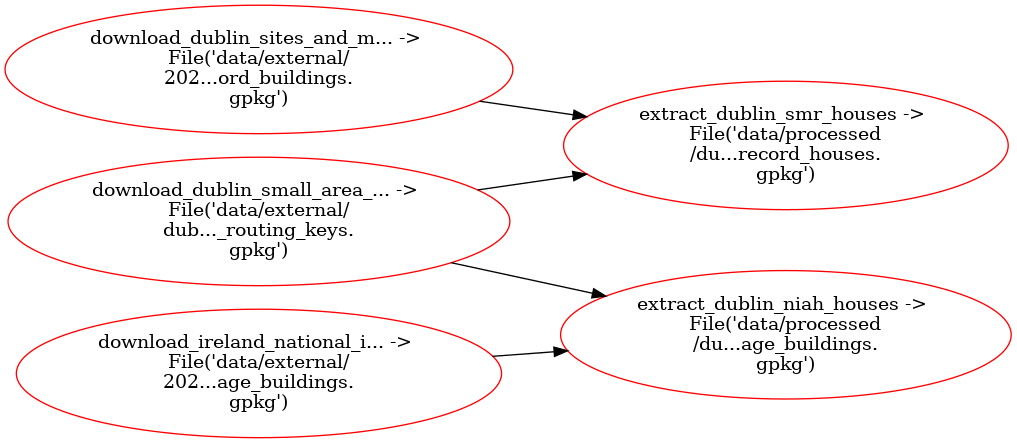 download_dublin_sites_and_m... ->
File('data/external/
202...ord_buildings.
gpkg')
download_dublin_small_area_... ->
File('data/external/
dub..._routing_keys.
gpkg')
download_ireland_national_i... ->
File('data/external/
202...age_buildings.
gpkg')
extract_dublin_smr_houses ->
File('data/processed
/du...record_houses.
gpkg')
extract_dublin_niah_houses ->
File('data/processed
/du...age_buildings.
gpkg')